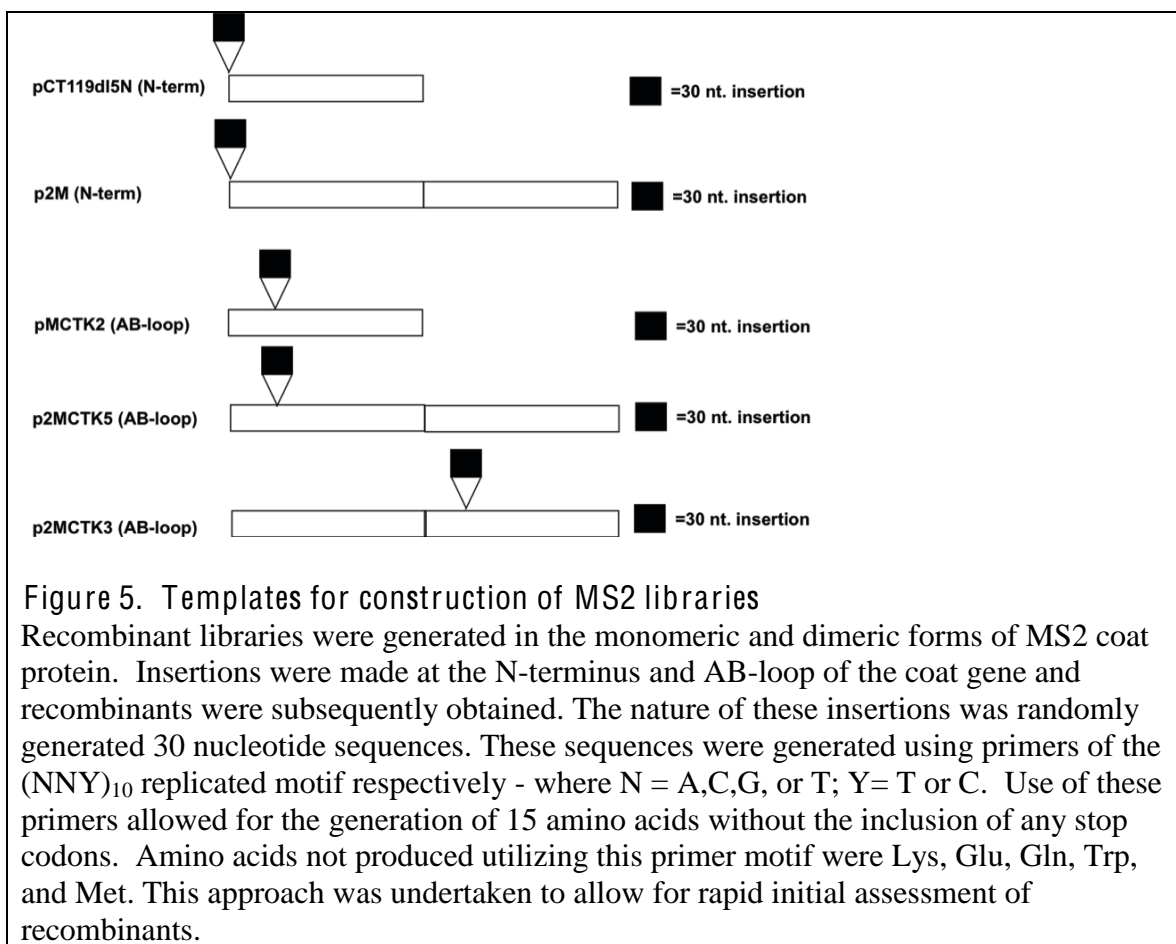 pCT119dl5N (N-term)
=30 nt. insertion
p2M (N-term)
=30 nt. insertion
pMCTK2 (AB-loop)
=30 nt. insertion
p2MCTK5 (AB-loop)
=30 nt. insertion
p2MCTK3 (AB-loop)
=30 nt. insertion
Figure 5. Templates for construction of MS2 libraries
Recombinant libraries were generated in the monomeric and dimeric forms of MS2 coat
protein. Insertions were made at the N-terminus and AB-loop of the coat gene and
recombinants were subsequently obtained. The nature of these insertions was randomly
generated 30 nucleotide sequences. These sequences were generated using primers of the
(NNY)₁₀ replicated motif respectively - where N = A,C,G, or T; Y= T or C. Use of these
primers allowed for the generation of 15 amino acids without the inclusion of any stop
codons. Amino acids not produced utilizing this primer motif were Lys, Glu, Gln, Trp,
and Met. This approach was undertaken to allow for rapid initial assessment of
recombinants.